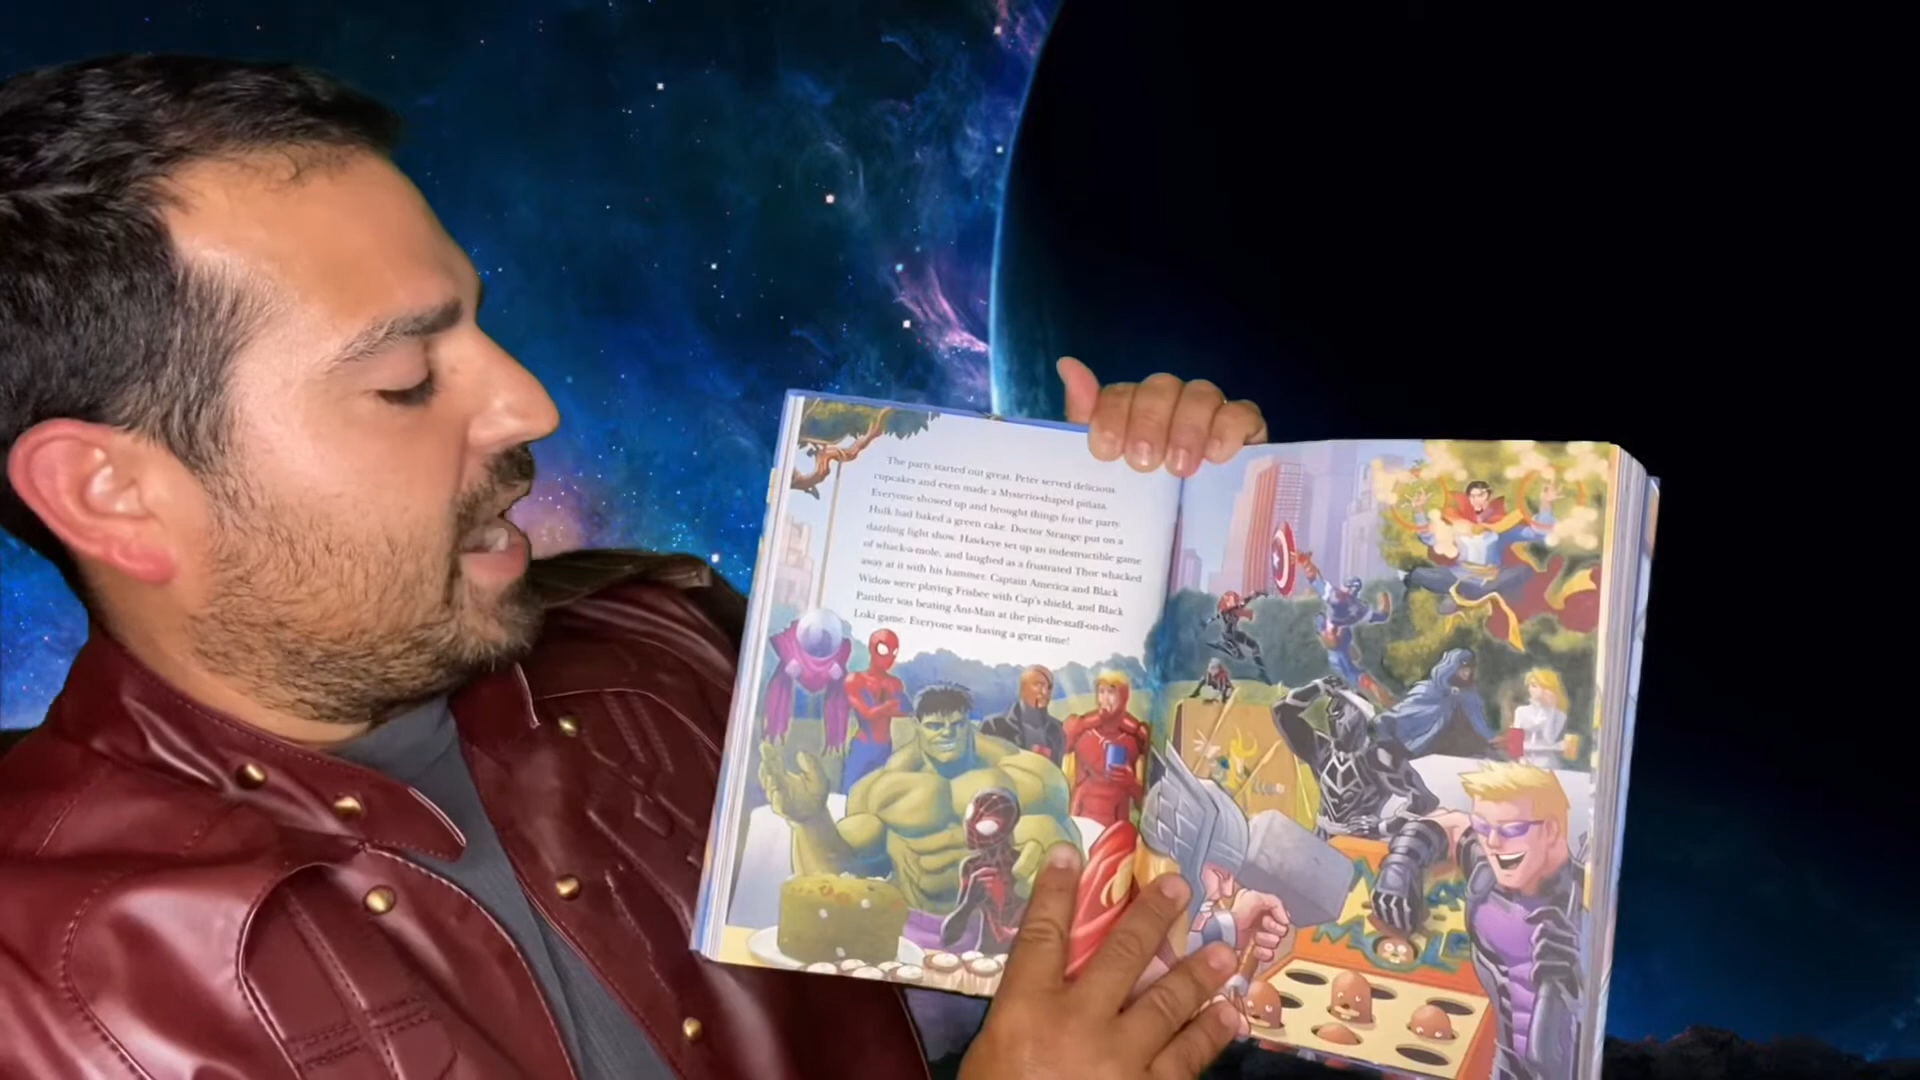 The party started out great. Peter served delicious
cupcakes and even made a Mysterio-shaped piñata.
Everyone showed up and brought things for the party.
Hulk had baked a green cake. Doctor Strange put on a
dazzling light show. Hawkeye set up an indestructible game
of whack-a-mole, and laughed as a frustrated Thor whacked
away at it with his hammer. Captain America and Black
Widow were playing Frisbee with Cap's shield, and Black
Panther was beating Ant-Man at the pin-the-staff-on-the-
Loki game. Everyone was having a great time!
MOLE